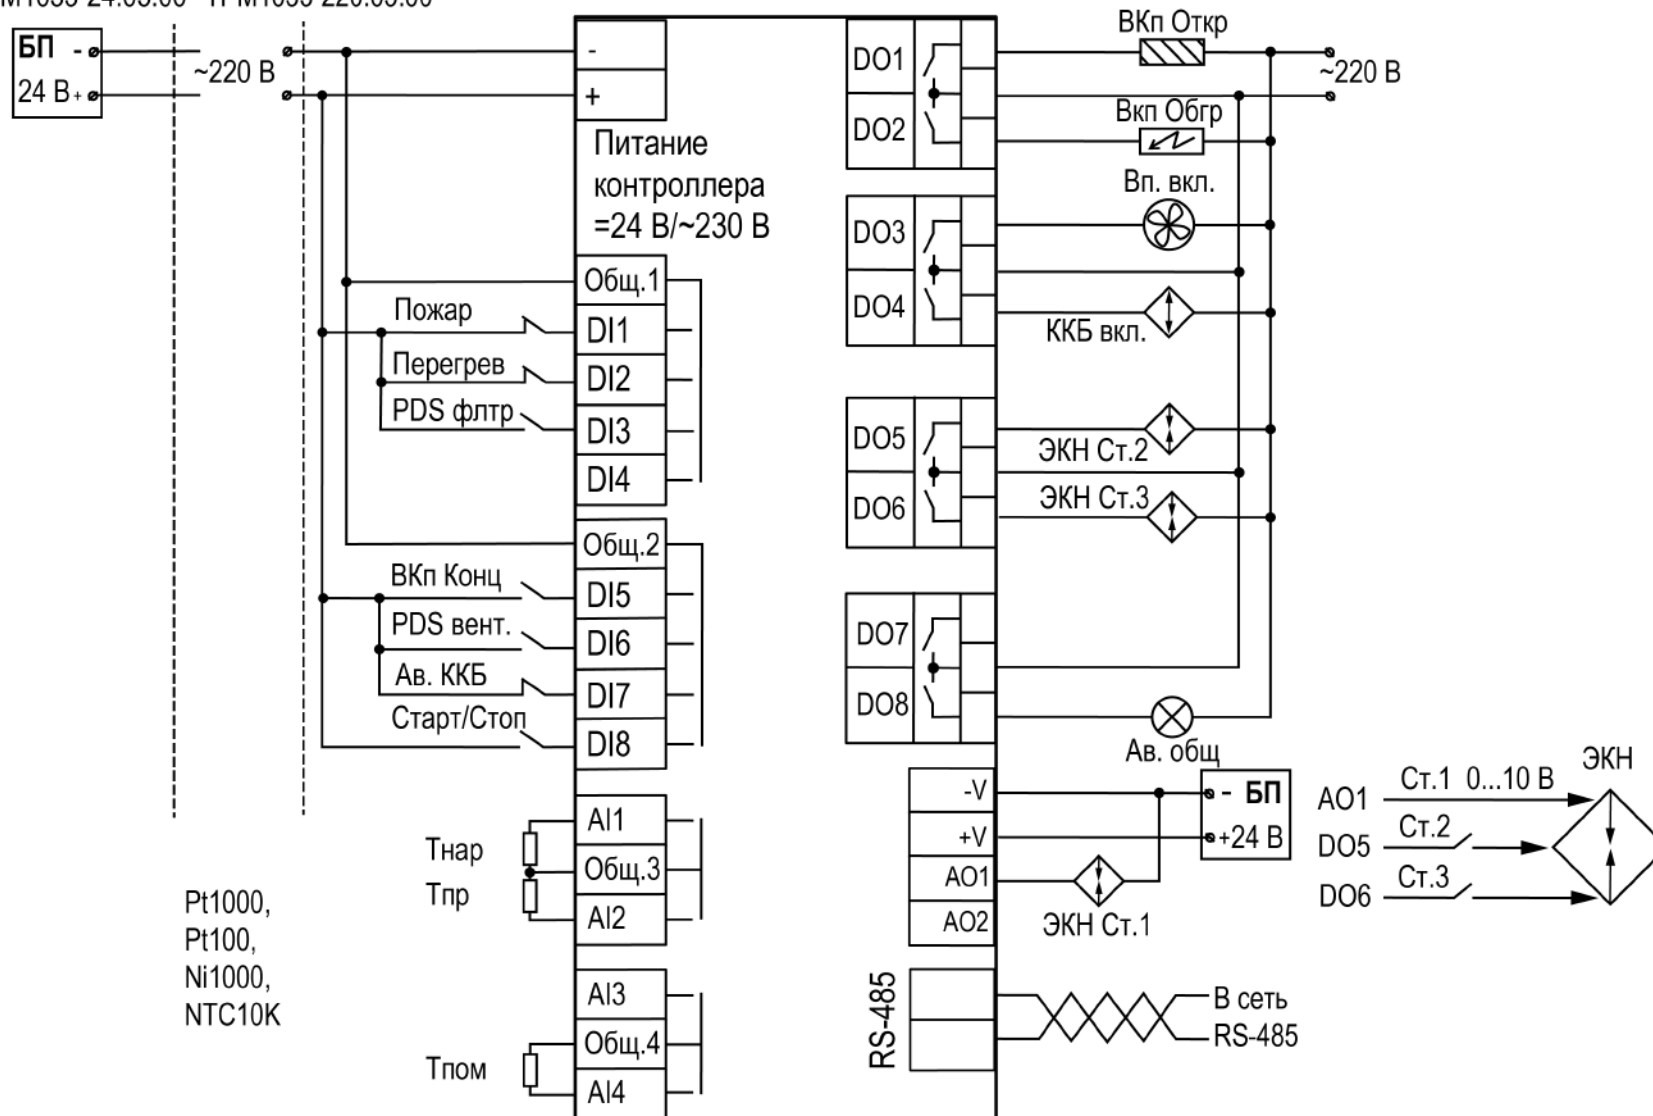 БП -
24 В +
~220 В
-
+
Питание
контроллера
=24 В/~230 В
Общ.1
Пожар
DI1
Перегрев
DI2
PDS флтр
DI3
DI4
Общ.2
ВКп Конц
DI5
PDS вент.
DI6
Ав. ККБ
DI7
Старт/Стоп
DI8
AI1
Тнар
Общ.3
Тпр
AI2
Pt1000,
Pt100,
Ni1000,
NTC10K
AI3
Общ.4
Тпом
AI4
DO1
ВКп Откр
~220 В
DO2
Вкп Обгр
Вп. вкл.
DO3
DO4
ККБ вкл.
DO5
ЭКН Ст.2
DO6
ЭКН Ст.3
DO7
DO8
Ав. общ
-V
- БП
+V
+24 В
AO1
AO2
ЭКН Ст.1
ЭКН
AO1
Ст.1 0...10 В
DO5
Ст.2
DO6
Ст.3
RS-485
В сеть
RS-485